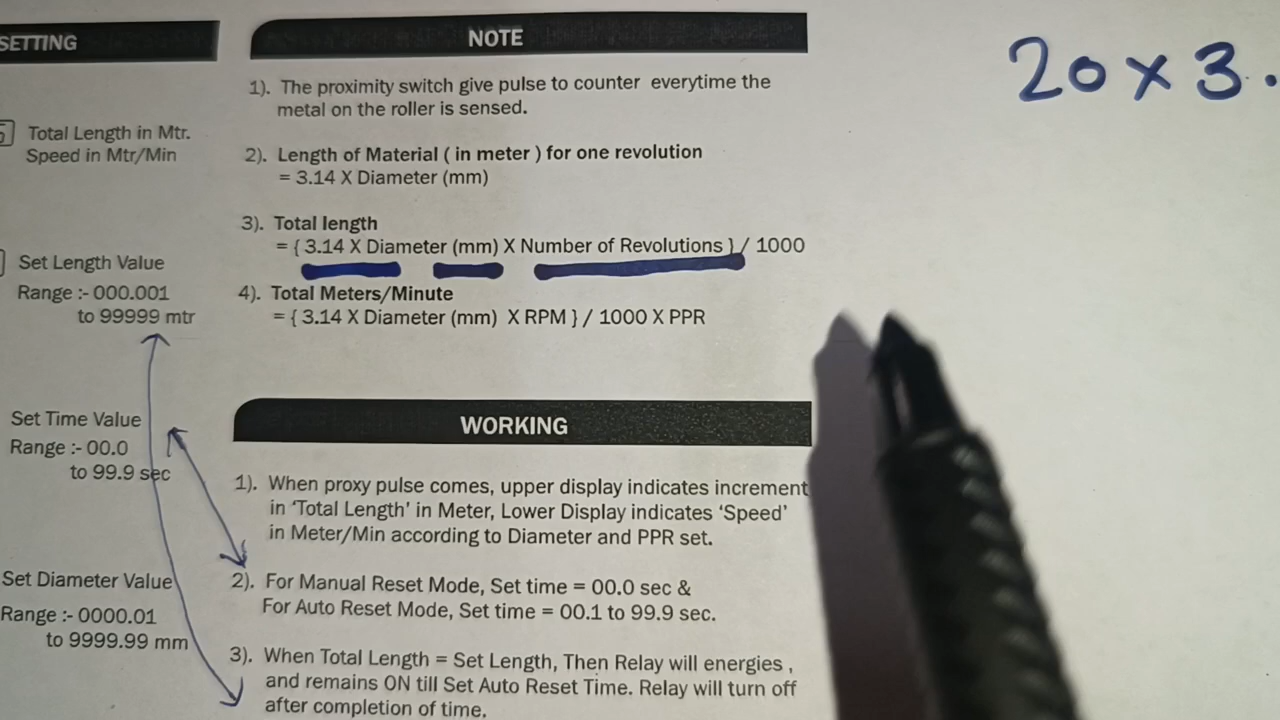 SETTING
Total Length in Mtr.
Speed in Mtr/Min
Set Length Value
Range :- 000.001
to 99999 mtr
Set Time Value
Range :- 00.0
to 99.9 sec
Set Diameter Value
Range :- 0000.01
to 9999.99 mm
NOTE
1). The proximity switch give pulse to counter everytime the
metal on the roller is sensed.
2). Length of Material ( in meter ) for one revolution
= 3.14 X Diameter (mm)
3). Total length
= { 3.14 X Diameter (mm) X Number of Revolutions } / 1000
4). Total Meters/Minute
= { 3.14 X Diameter (mm) X RPM } / 1000 X PPR
WORKING
1). When proxy pulse comes, upper display indicates increment
in 'Total Length' in Meter, Lower Display indicates 'Speed'
in Meter/Min according to Diameter and PPR set.
2). For Manual Reset Mode, Set time = 00.0 sec &
For Auto Reset Mode, Set time = 00.1 to 99.9 sec.
3). When Total Length = Set Length, Then Relay will energies ,
and remains ON till Set Auto Reset Time. Relay will turn off
after completion of time.
20 x 3.